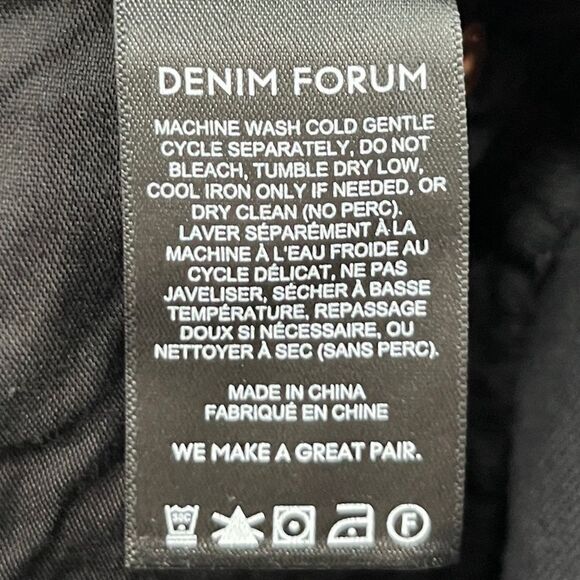 DENIM FORUM
MACHINE WASH COLD GENTLE
CYCLE SEPARATELY, DO NOT
BLEACH, TUMBLE DRY LOW,
COOL IRON ONLY IF NEEDED, OR
DRY CLEAN (NO PERC).
LAVER SÉPARÉMENT À LA
MACHINE À L'EAU FROIDE AU
CYCLE DÉLICAT, NE PAS
JAVELISER, SÉCHER À BASSE
TEMPÉRATURE, REPASSAGE
DOUX SI NÉCESSAIRE, OU
NETTOYER À SEC (SANS PERC).
MADE IN CHINA
FABRIQUÉ EN CHINE
WE MAKE A GREAT PAIR.
30C F